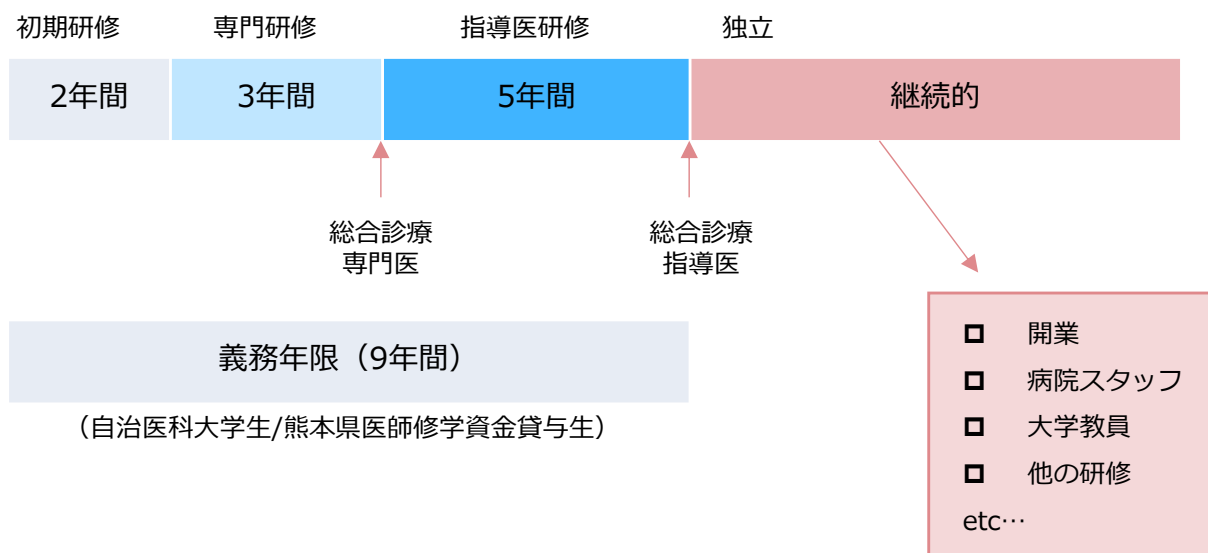 初期研修 専門研修 指導医研修 独立
2年間 3年間 5年間 継続的
総合診療 総合診療
専門医 指導医
義務年限（9年間）
（自治医科大学生/熊本県医師修学資金貸与生）
開業
病院スタッフ
大学教員
他の研修
etc…